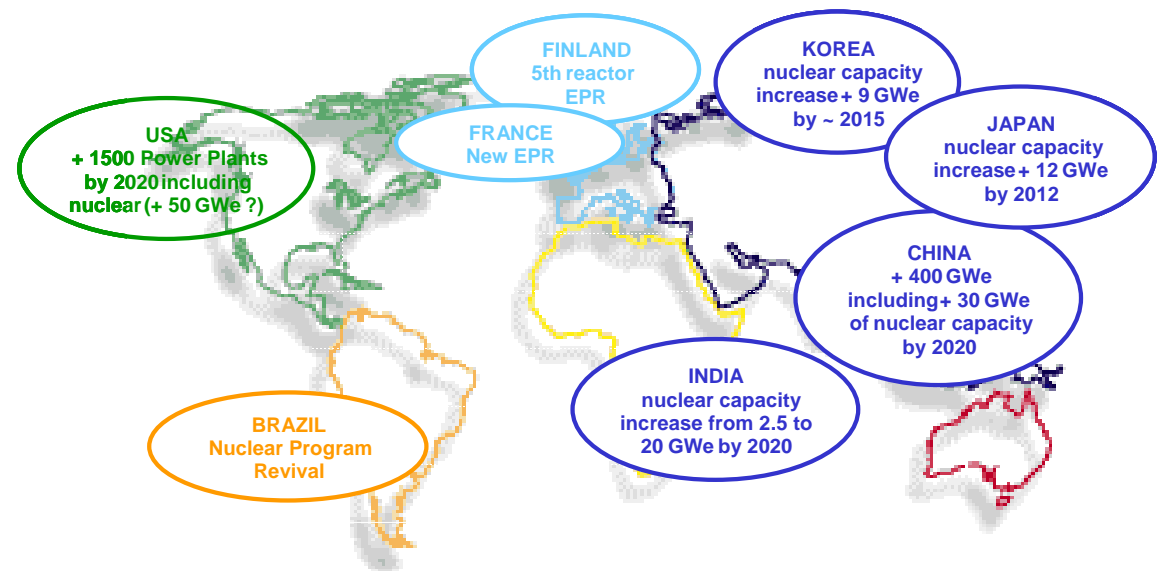 FINLAND
5th reactor
EPR
FRANCE
New EPR
KOREA
nuclear capacity
increase + 9 GWe
by ~ 2015
JAPAN
nuclear capacity
increase + 12 GWe
by 2012
USA
+ 1500 Power Plants
by 2020 including
nuclear (+ 50 GWe ?)
CHINA
+ 400 GWe
including + 30 GWe
of nuclear capacity
by 2020
INDIA
nuclear capacity
increase from 2.5 to
20 GWe by 2020
BRAZIL
Nuclear Program
Revival